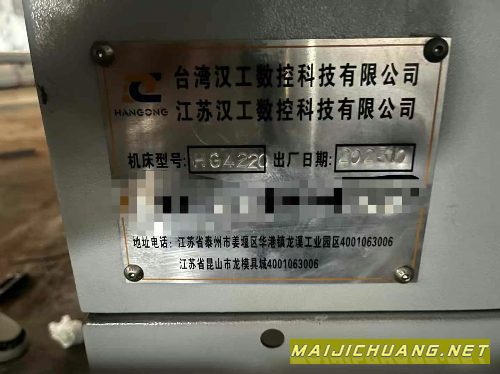 台湾汉工数控科技有限公司
HANGONG 江苏汉工数控科技有限公司
机床型号: HG4220 出厂日期: 202310
地址电话: 江苏省泰州市姜堰区华港镇龙溪工业园区4001063006
江苏省昆山市龙模具城4001063006
MAIJICHUANG.NET